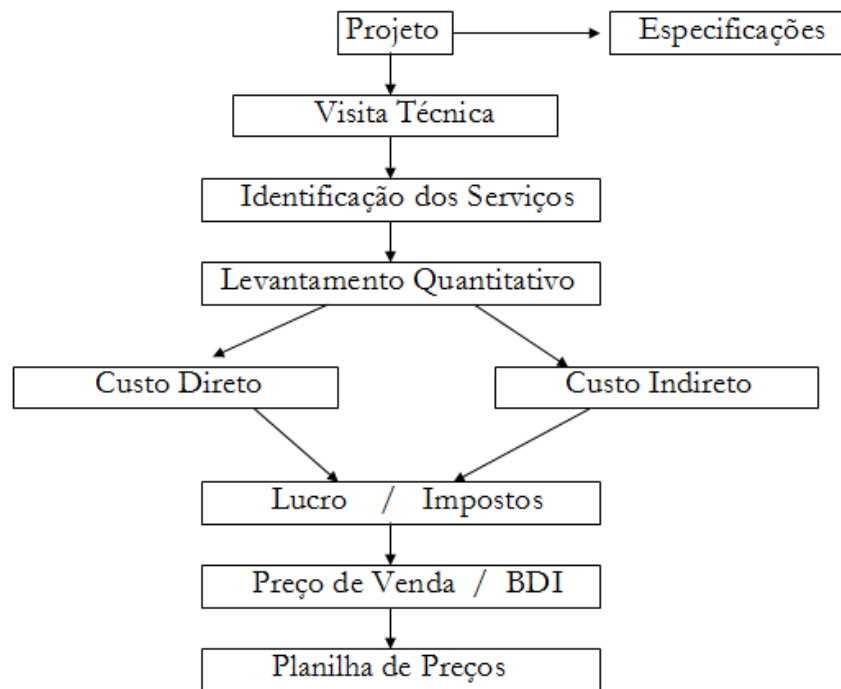 Projeto
Especificações
Visita Técnica
Identificação dos Serviços
Levantamento Quantitativo
Custo Direto
Custo Indireto
Lucro / Impostos
Preço de Venda / BDI
Planilha de Preços